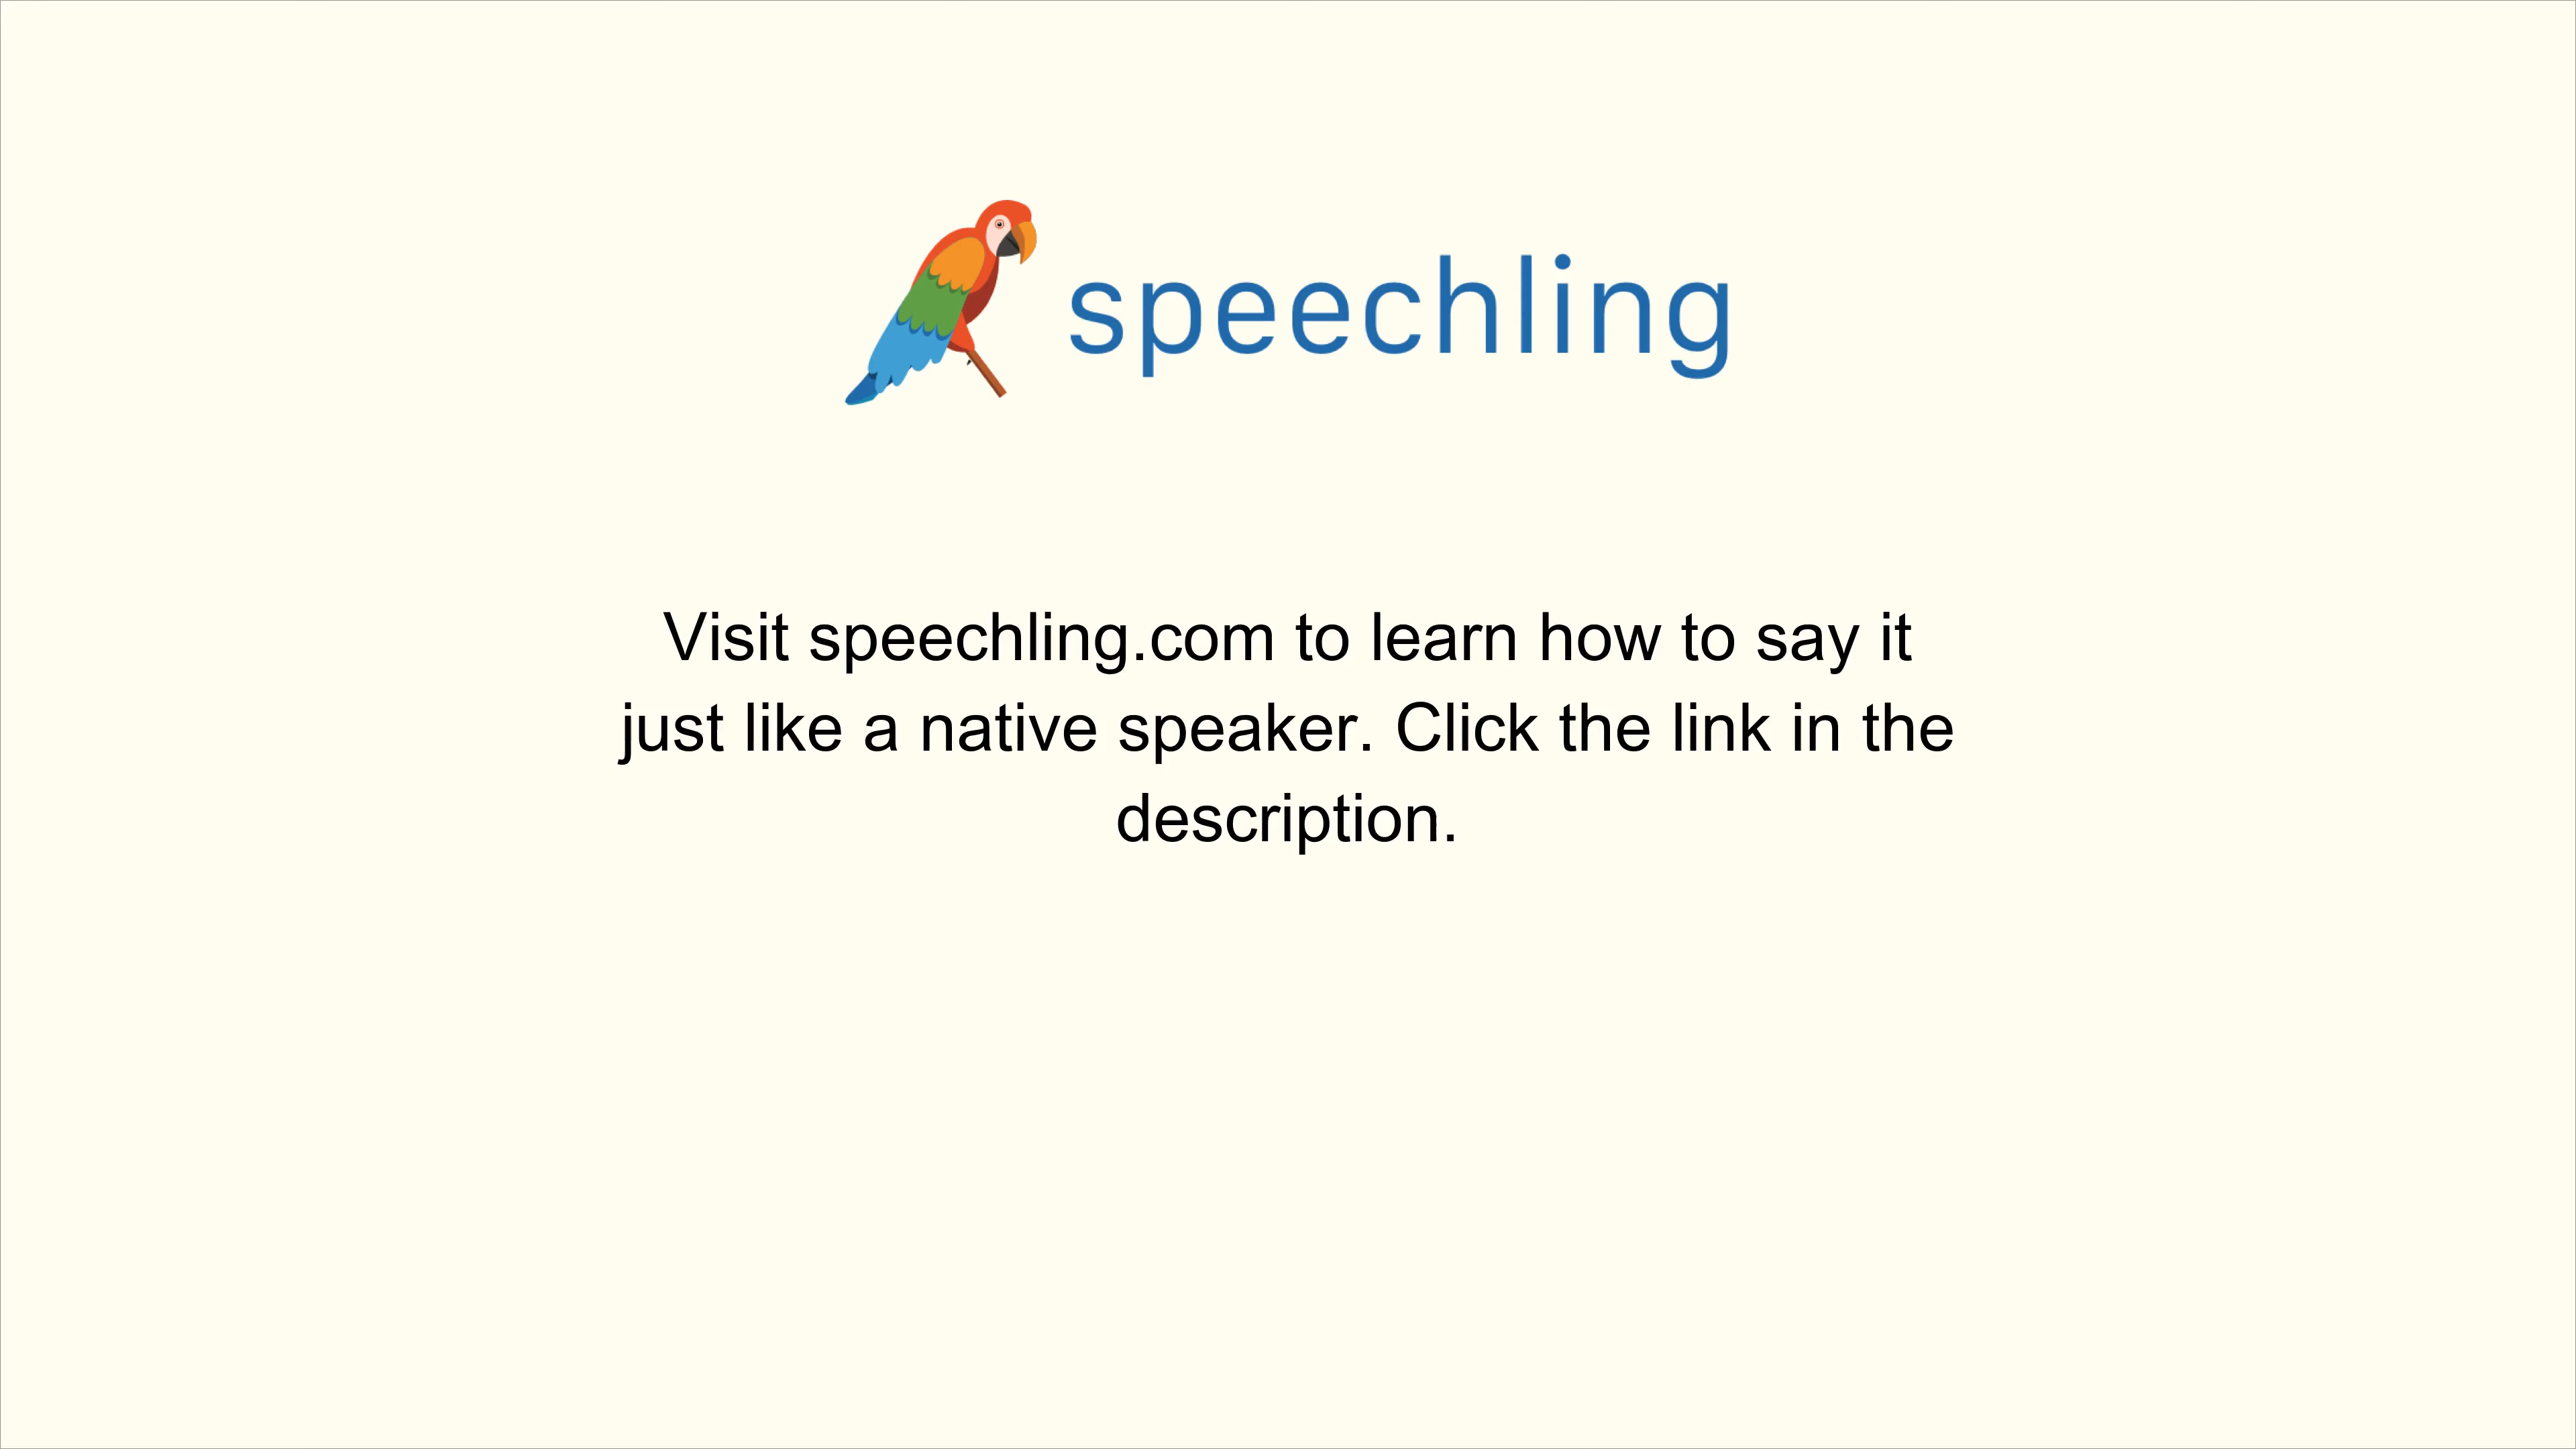 speechling
Visit speechling.com to learn how to say it
just like a native speaker. Click the link in the
description.